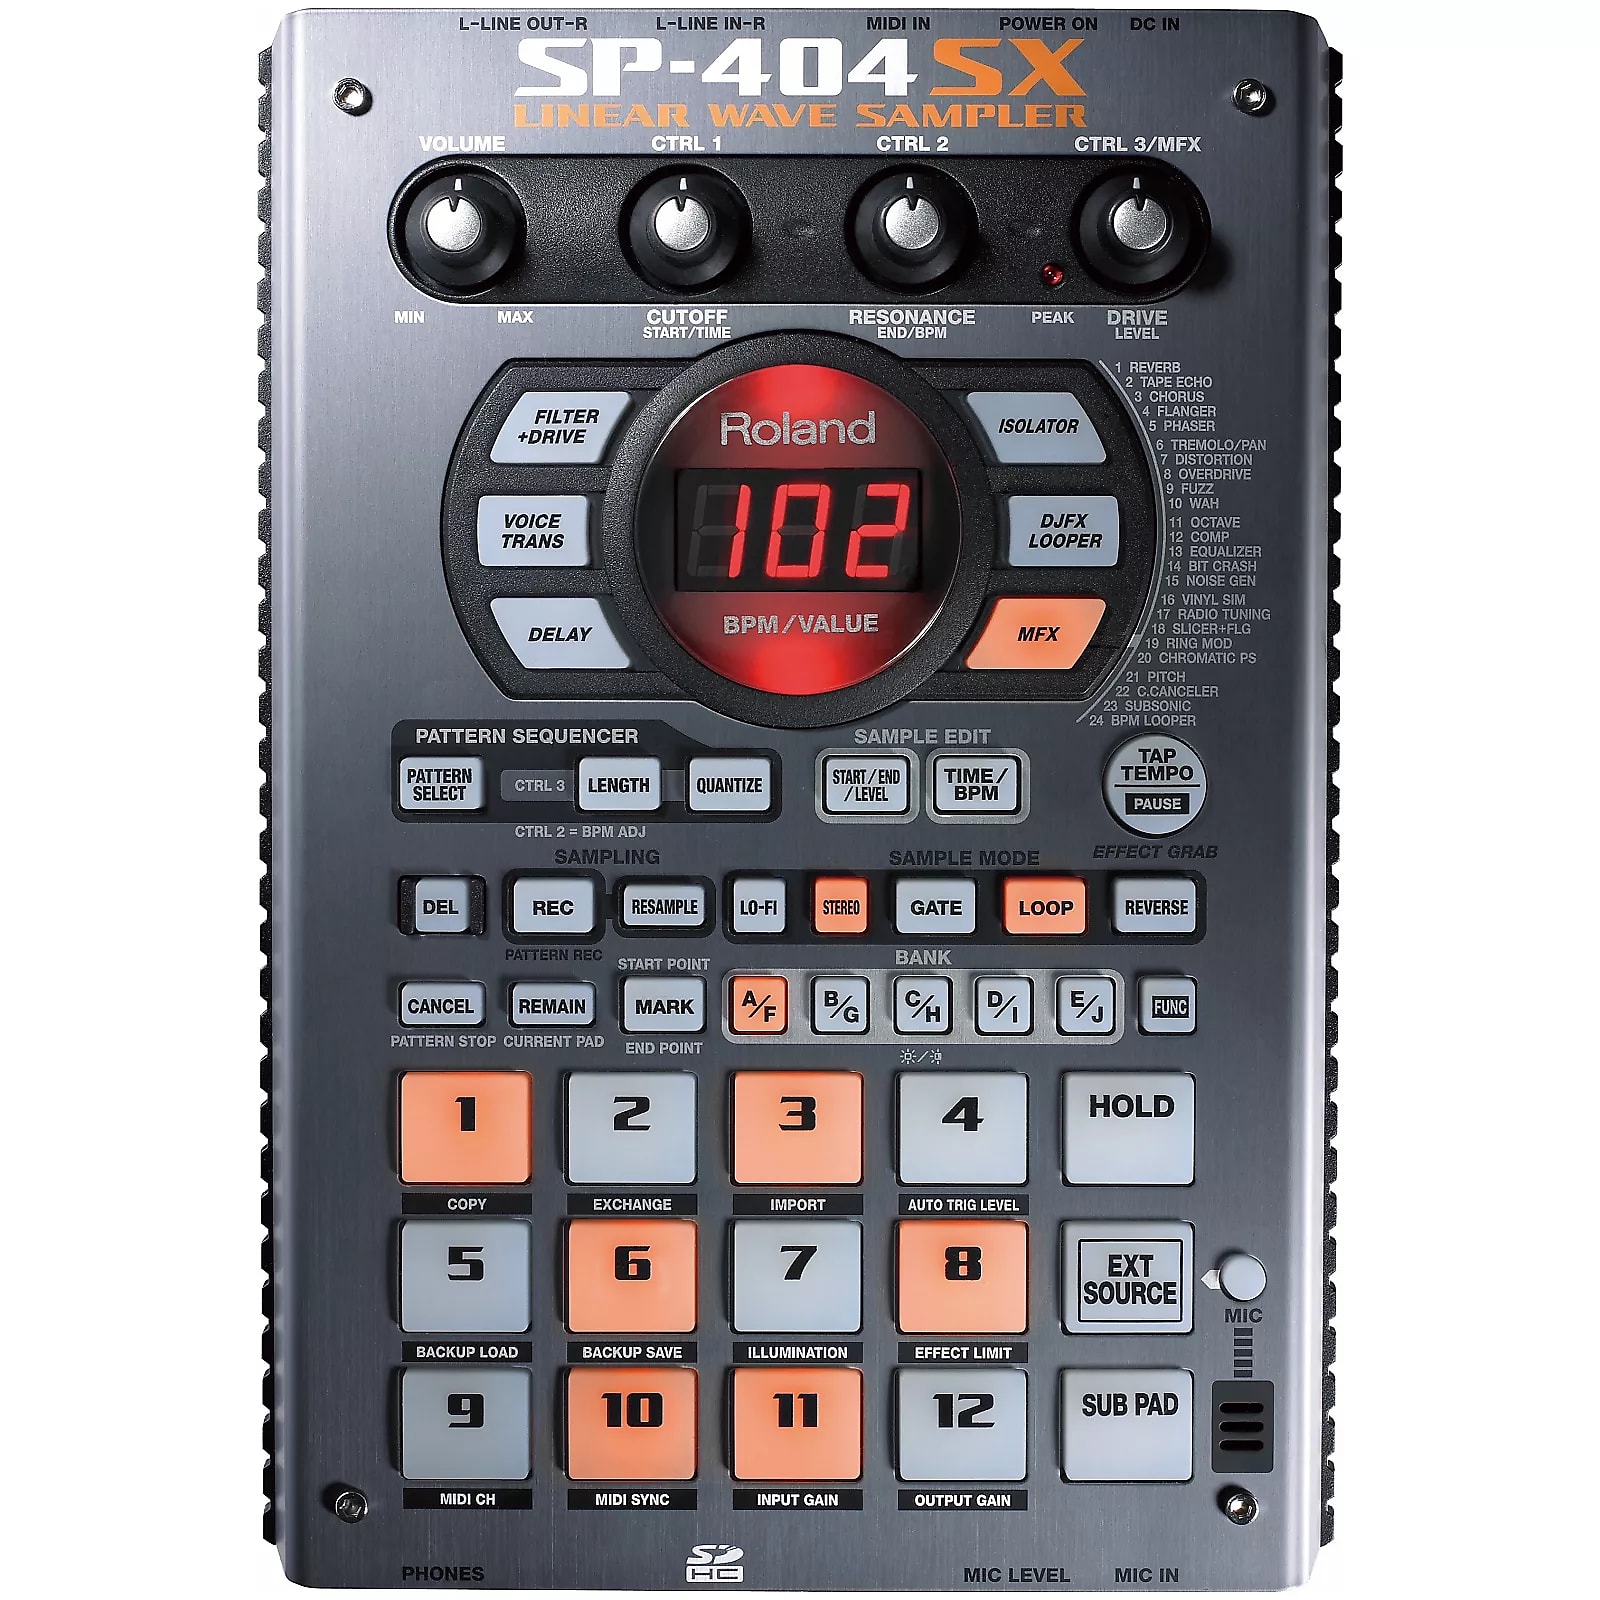 L-LINE OUT-R L-LINE IN-R MIDI IN POWER ON DC IN
SP-404SX
LINEAR WAVE SAMPLER
VOLUME CTRL 1 CTRL 2 CTRL 3/MFX
MIN MAX CUTOFF RESONANCE PEAK DRIVE
START/TIME END/BPM LEVEL
FILTER
+DRIVE
VOICE
TRANS
DELAY
Roland
102
BPM/VALUE
ISOLATOR
DJFX
LOOPER
MFX
1 REVERB
2 TAPE ECHO
3 CHORUS
4 FLANGER
5 PHASER
6 TREMOLO/PAN
7 DISTORTION
8 OVERDRIVE
9 FUZZ
10 WAH
11 OCTAVE
12 COMP
13 EQUALIZER
14 BIT CRASH
15 NOISE GEN
16 VINYL SIM
17 RADIO TUNING
18 SLICER+FLG
19 RING MOD
20 CHROMATIC PS
21 PITCH
22 C.CANCELER
23 SUBSONIC
24 BPM LOOPER
PATTERN SEQUENCER
PATTERN
SELECT
CTRL 3
LENGTH
QUANTIZE
CTRL 2 = BPM ADJ
SAMPLE EDIT
START/END
/LEVEL
TIME/
BPM
TAP
TEMPO
PAUSE
EFFECT GRAB
SAMPLING
DEL
REC
RESAMPLE
PATTERN REC
SAMPLE MODE
LO-FI
STEREO
GATE
LOOP
REVERSE
START POINT
CANCEL
REMAIN
MARK
PATTERN STOP
CURRENT PAD
END POINT
BANK
A/F
B/G
C/H
D/I
E/J
FUNC
1 2 3 4 HOLD
COPY EXCHANGE IMPORT AUTO TRIG LEVEL
5 6 7 8
EXT
SOURCE
MIC
BACKUP LOAD BACKUP SAVE ILLUMINATION EFFECT LIMIT
9 10 11 12 SUB PAD
MIDI CH MIDI SYNC INPUT GAIN OUTPUT GAIN
PHONES
SD
HC
MIC LEVEL MIC IN